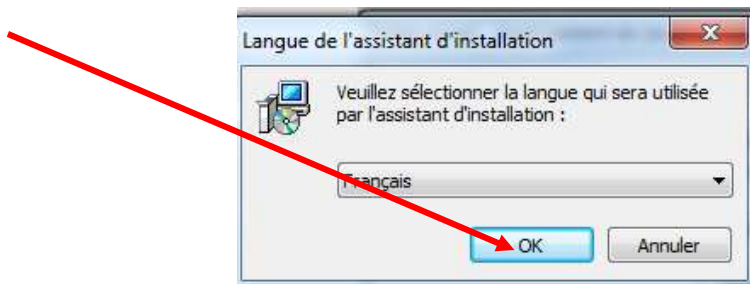 Langue de l'assistant d'installation
Veuillez sélectionner la langue qui sera utilisée
par l'assistant d'installation :
Français
OK
Annuler